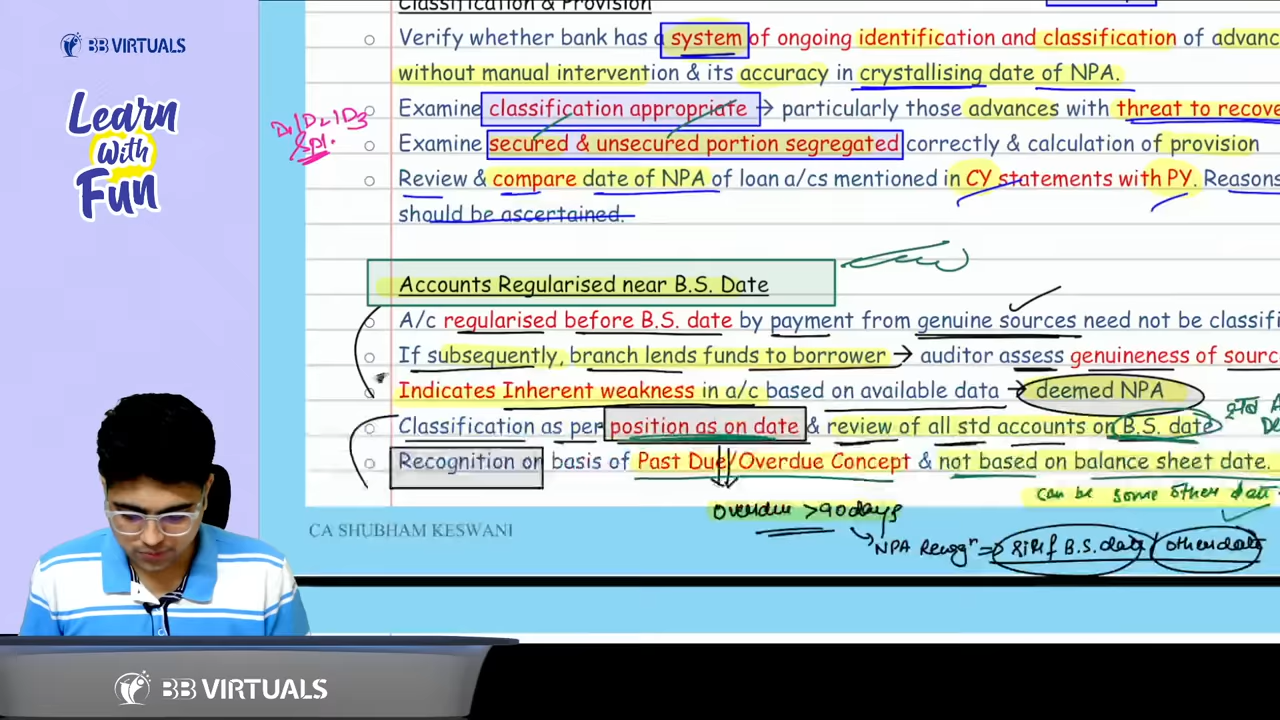 Classification & Provision
BB VIRTUALS
Verify whether bank has a system of ongoing identification and classification of advanc
without manual intervention & its accuracy in crystallising date of NPA.
Learn
with
Fun
Examine classification appropriate → particularly those advances with threat to recove
D1/D2/D3
Examine secured & unsecured portion segregated correctly & calculation of provision
Review & compare date of NPA of loan a/cs mentioned in CY statements with PY. Reasons
should be ascertained.
Accounts Regularised near B.S. Date
A/c regularised before B.S. date by payment from genuine sources need not be classifi
If subsequently, branch lends funds to borrower → auditor assess genuineness of sourc
Indicates Inherent weakness in a/c based on available data → deemed NPA
Classification as per position as on date & review of all std accounts on B.S. date
Recognition on basis of Past Due/Overdue Concept & not based on balance sheet date.
can be some other date
Overdue >90days
NPA Recogn = सिर्फ B.S. date / other date
CA SHUBHAM KESWANI
BB VIRTUALS